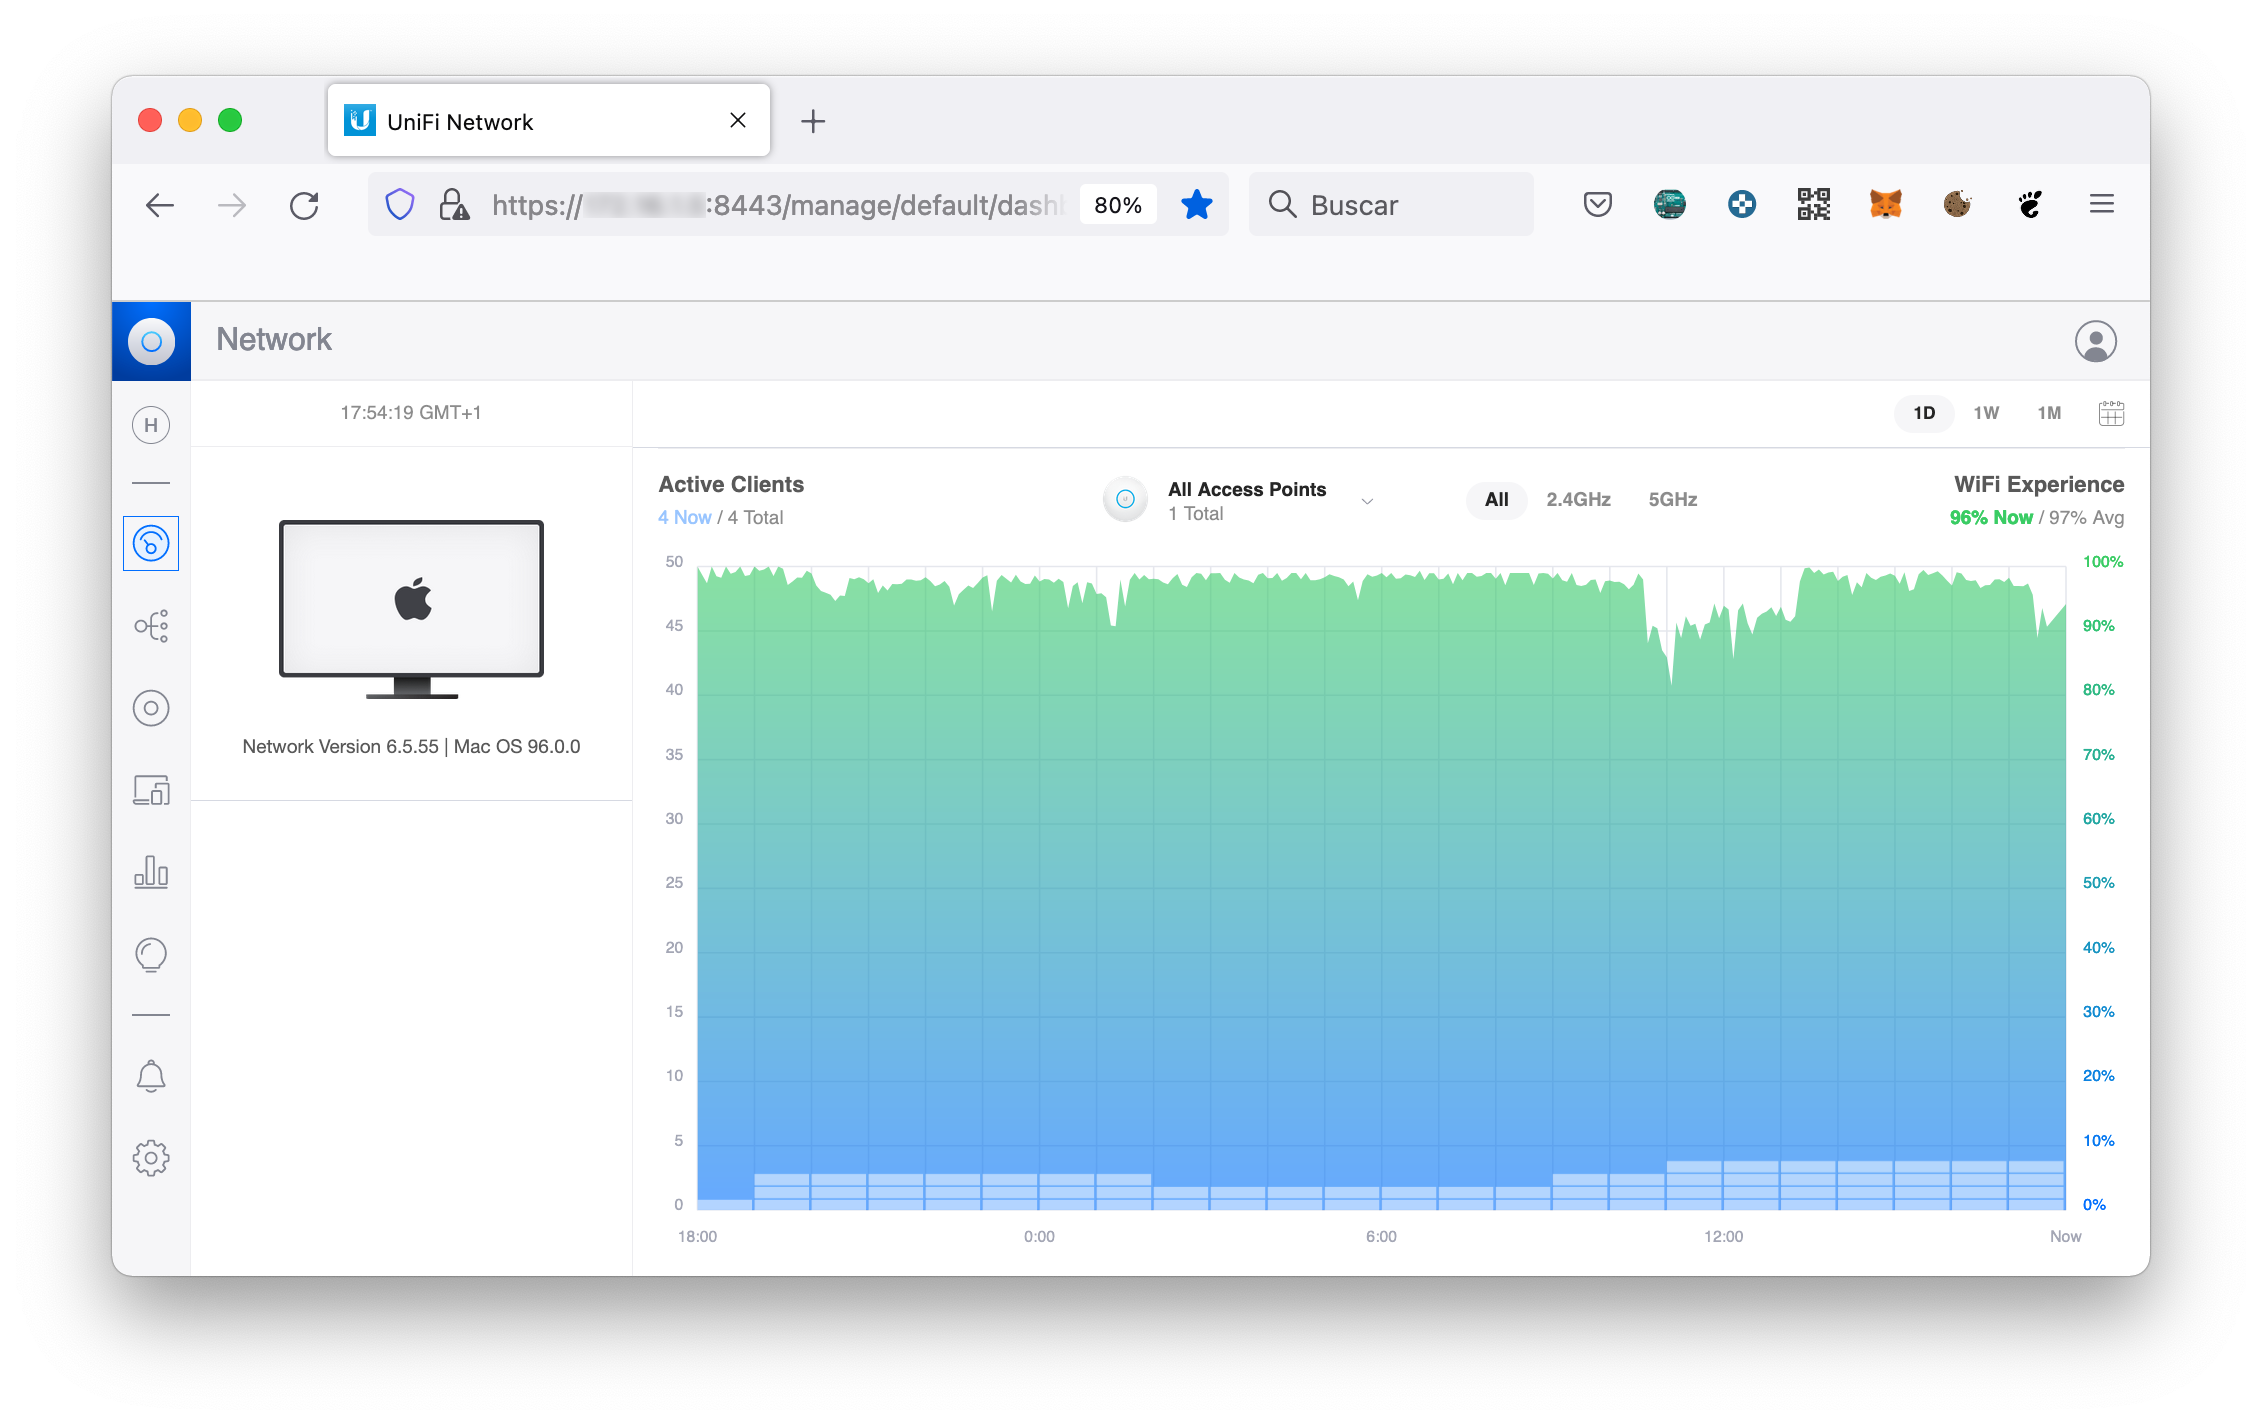 UniFi Network
https://
:8443/manage/default/dashb
80%
Buscar
Network
H
17:54:19 GMT+1
1D
1W
1M
Network Version 6.5.55 | Mac OS 96.0.0
Active Clients
4 Now / 4 Total
All Access Points
1 Total
All
2.4GHz
5GHz
WiFi Experience
96% Now / 97% Avg
50
45
40
35
30
25
20
15
10
5
0
100%
90%
80%
70%
60%
50%
40%
30%
20%
10%
0%
18:00
0:00
6:00
12:00
Now